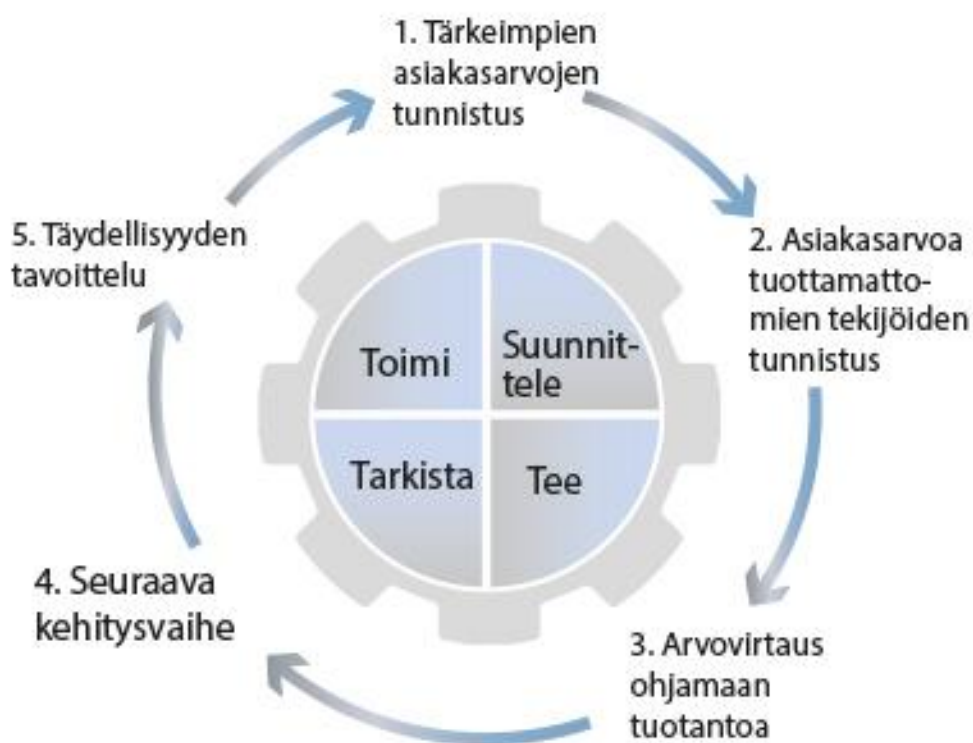 1. Tärkeimpien
asiakasarvojen
tunnistus
2. Asiakasarvoa
tuottamatto-
mien tekijöiden
tunnistus
3. Arvovirtaus
ohjamaan
tuotantoa
4. Seuraava
kehitysvaihe
5. Täydellisyyden
tavoittelu
Toimi
Suunnit-
tele
Tarkista
Tee